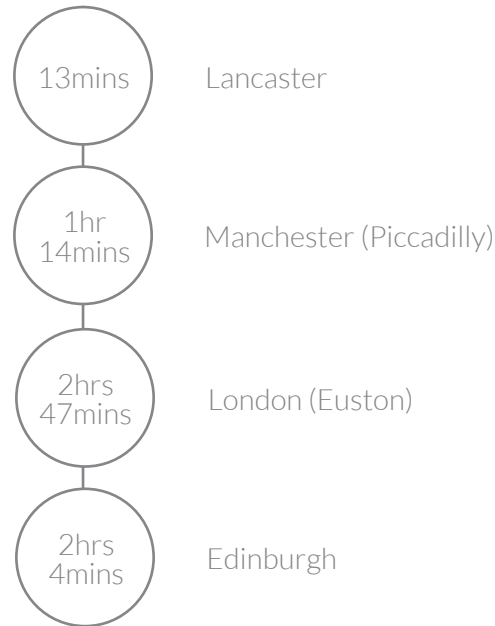 13mins
Lancaster
1hr
14mins
Manchester (Piccadilly)
2hrs
47mins
London (Euston)
2hrs
4mins
Edinburgh